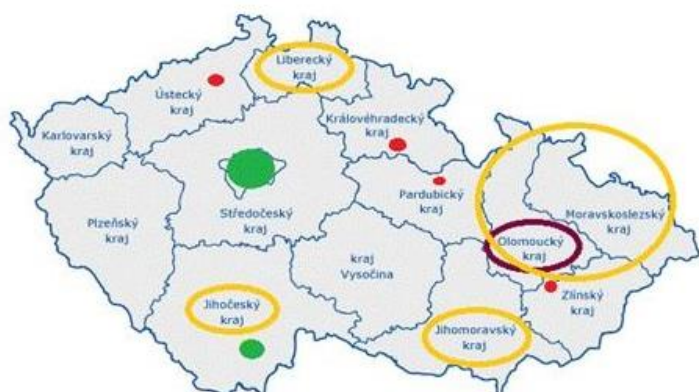 Liberecký
kraj
Ústecký
kraj
Královéhradecký
kraj
Karlovarský
kraj
Pardubický
kraj
Středočeský
kraj
Plzeňský
kraj
Moravskoslezský
kraj
Olomoucký
kraj
kraj
Vysočina
Zlínský
kraj
Jihočeský
kraj
Jihomoravský
kraj